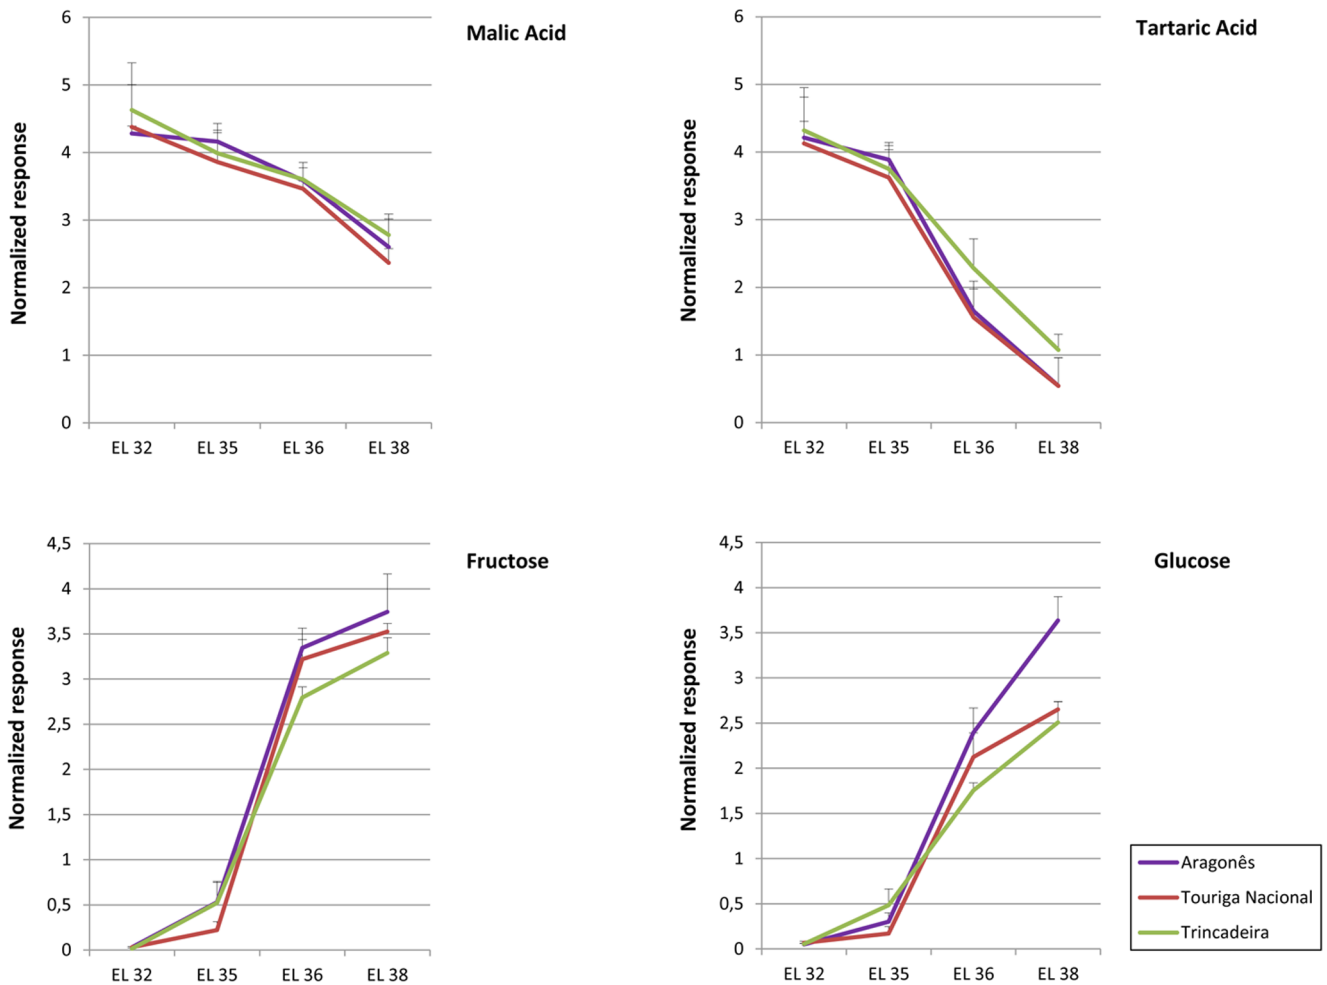 Malic Acid
Normalized response
6
5
4
3
2
1
0
EL 32 EL 35 EL 36 EL 38
Tartaric Acid
Normalized response
6
5
4
3
2
1
0
EL 32 EL 35 EL 36 EL 38
Fructose
Normalized response
4,5
4
3,5
3
2,5
2
1,5
1
0,5
0
EL 32 EL 35 EL 36 EL 38
Glucose
Normalized response
4,5
4
3,5
3
2,5
2
1,5
1
0,5
0
EL 32 EL 35 EL 36 EL 38
Aragonês
Touriga Nacional
Trincadeira